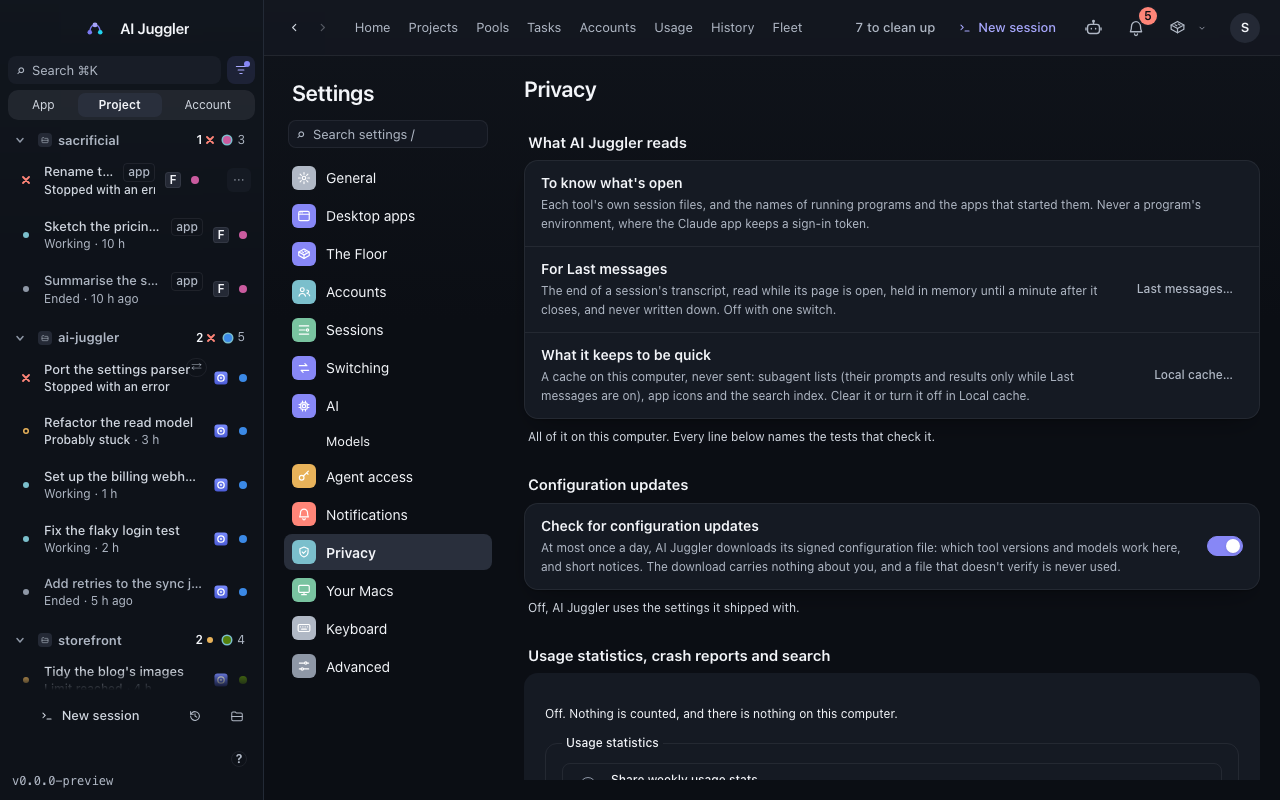 AI Juggler
Search ⌘K
App
Project
Account
sacrificial
1
3
Rename t...
app
F
Stopped with an err
Sketch the pricin...
app
F
Working · 10 h
Summarise the s...
app
F
Ended · 10 h ago
ai-juggler
2
5
Port the settings parser
Stopped with an error
Refactor the read model
Probably stuck · 3 h
Set up the billing webh...
Working · 1 h
Fix the flaky login test
Working · 2 h
Add retries to the sync j...
Ended · 5 h ago
storefront
2
4
Tidy the blog's images
New session
?
v0.0.0-preview
Home
Projects
Pools
Tasks
Accounts
Usage
History
Fleet
7 to clean up
New session
5
S
Settings
Search settings /
General
Desktop apps
The Floor
Accounts
Sessions
Switching
AI
Models
Agent access
Notifications
Privacy
Your Macs
Keyboard
Advanced
Privacy
What AI Juggler reads
To know what's open
Each tool's own session files, and the names of running programs and the apps that started them. Never a program's
environment, where the Claude app keeps a sign-in token.
For Last messages
The end of a session's transcript, read while its page is open, held in memory until a minute after it
closes, and never written down. Off with one switch.
Last messages...
What it keeps to be quick
A cache on this computer, never sent: subagent lists (their prompts and results only while Last
messages are on), app icons and the search index. Clear it or turn it off in Local cache.
Local cache...
All of it on this computer. Every line below names the tests that check it.
Configuration updates
Check for configuration updates
At most once a day, AI Juggler downloads its signed configuration file: which tool versions and models work here,
and short notices. The download carries nothing about you, and a file that doesn't verify is never used.
Off, AI Juggler uses the settings it shipped with.
Usage statistics, crash reports and search
Off. Nothing is counted, and there is nothing on this computer.
Usage statistics
Share weekly usage stats